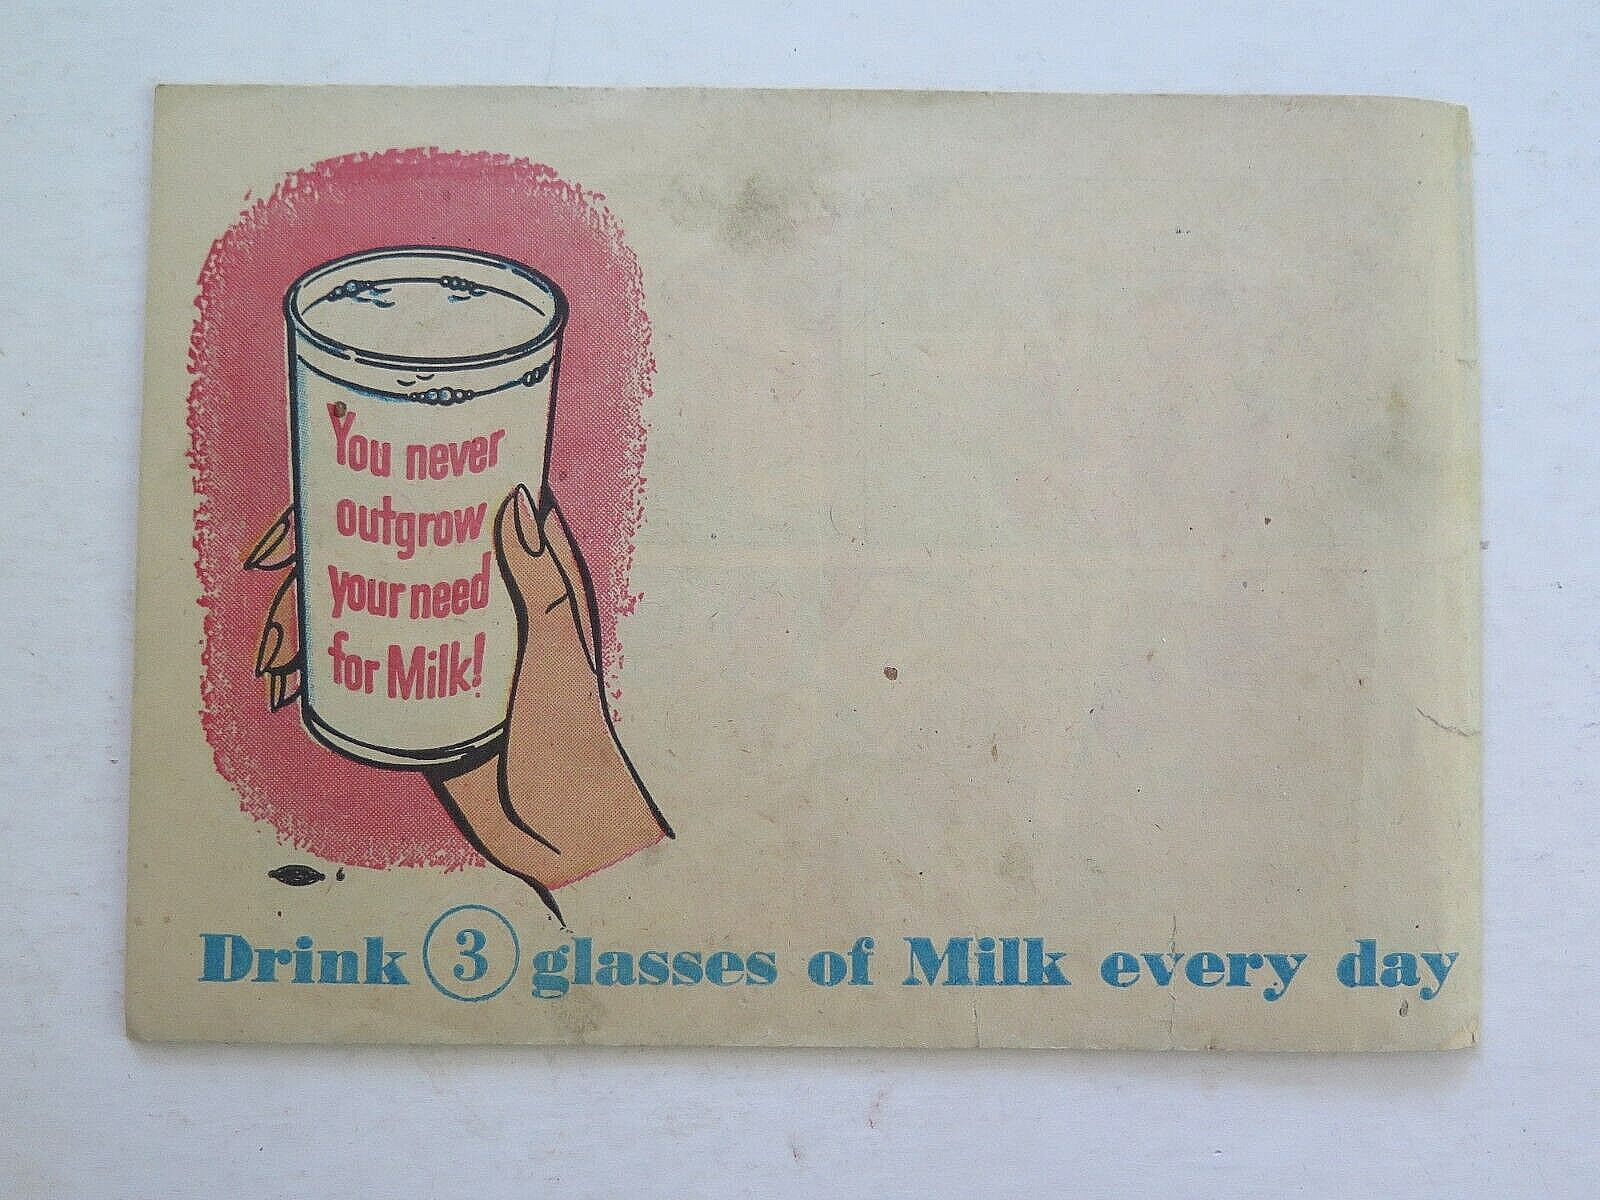 You never
outgrow
your need
for Milk!
Drink 3 glasses of Milk every day